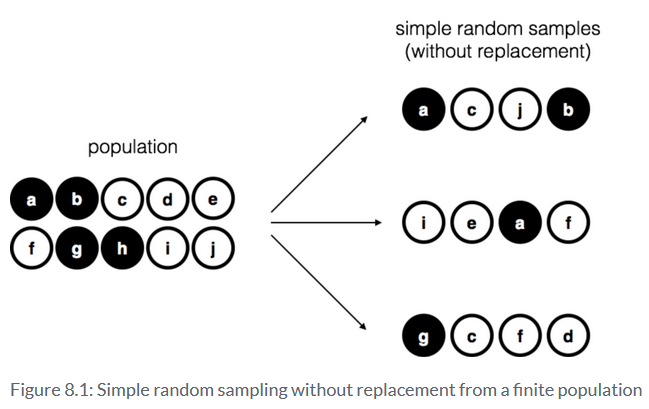 simple random samples
(without replacement)
a c j b
population
a b c d e
i e a f
f g h i j
g c f d
Figure 8.1: Simple random sampling without replacement from a finite population